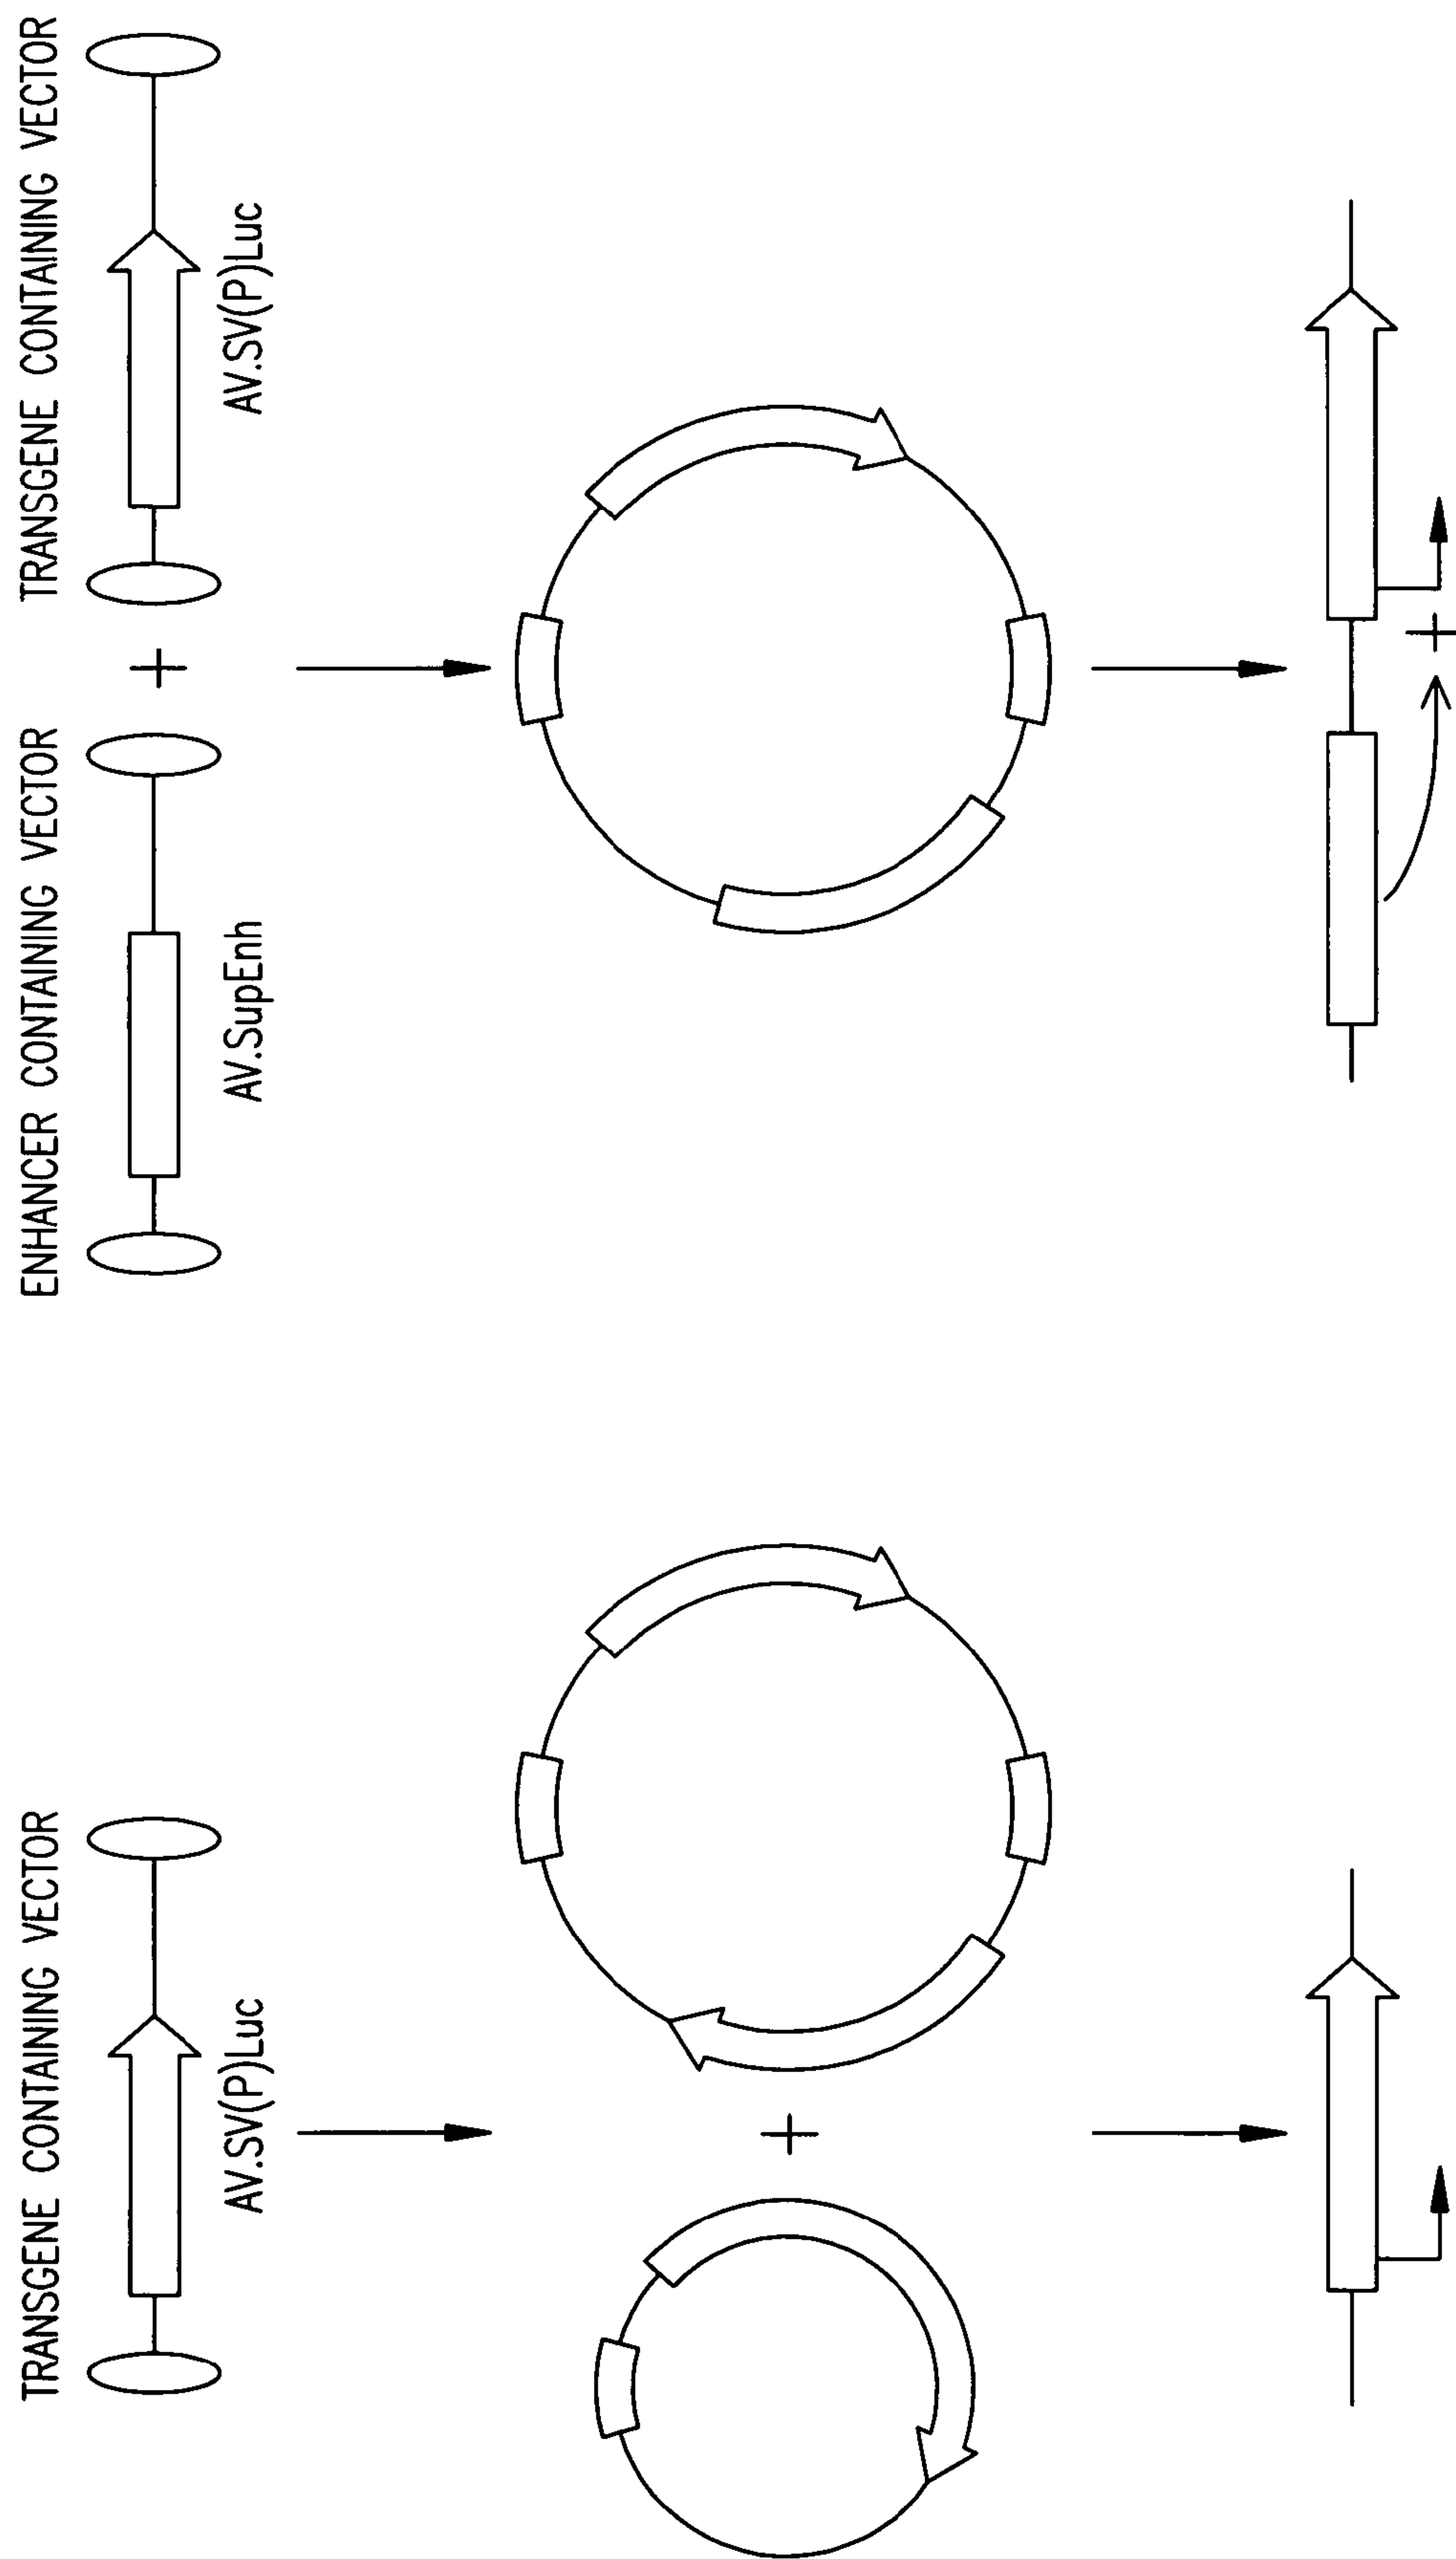 TRANSGENE CONTAINING VECTOR
AV.SV(P)Luc
+
ENHANCER CONTAINING VECTOR
AV.SupEnh
+
TRANSGENE CONTAINING VECTOR
AV.SV(P)Luc
+